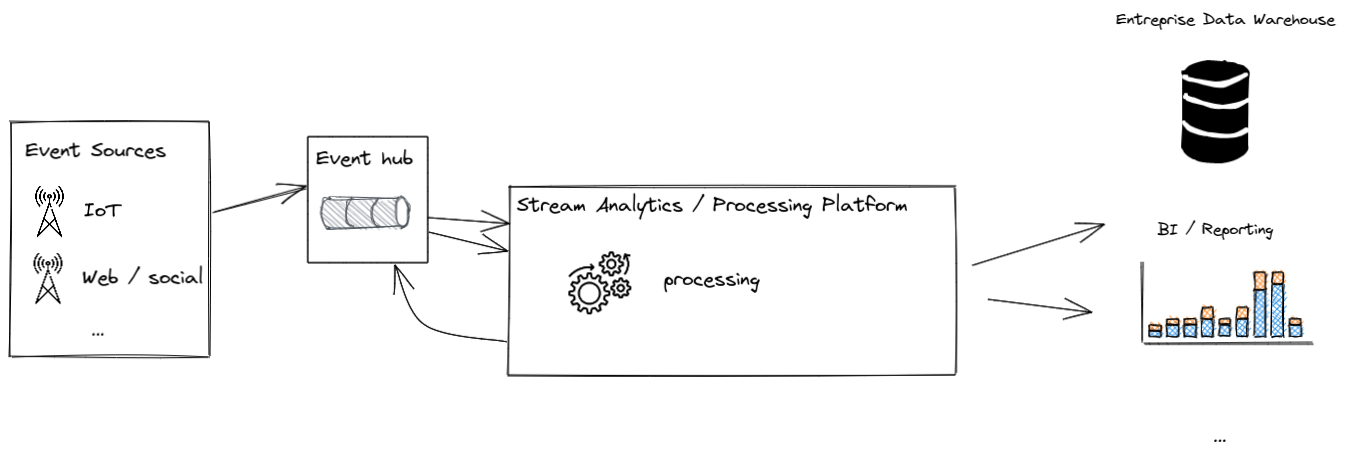 Entreprise Data Warehouse
Event Sources
IoT
Web / social
...
Event hub
Stream Analytics / Processing Platform
processing
BI / Reporting
...